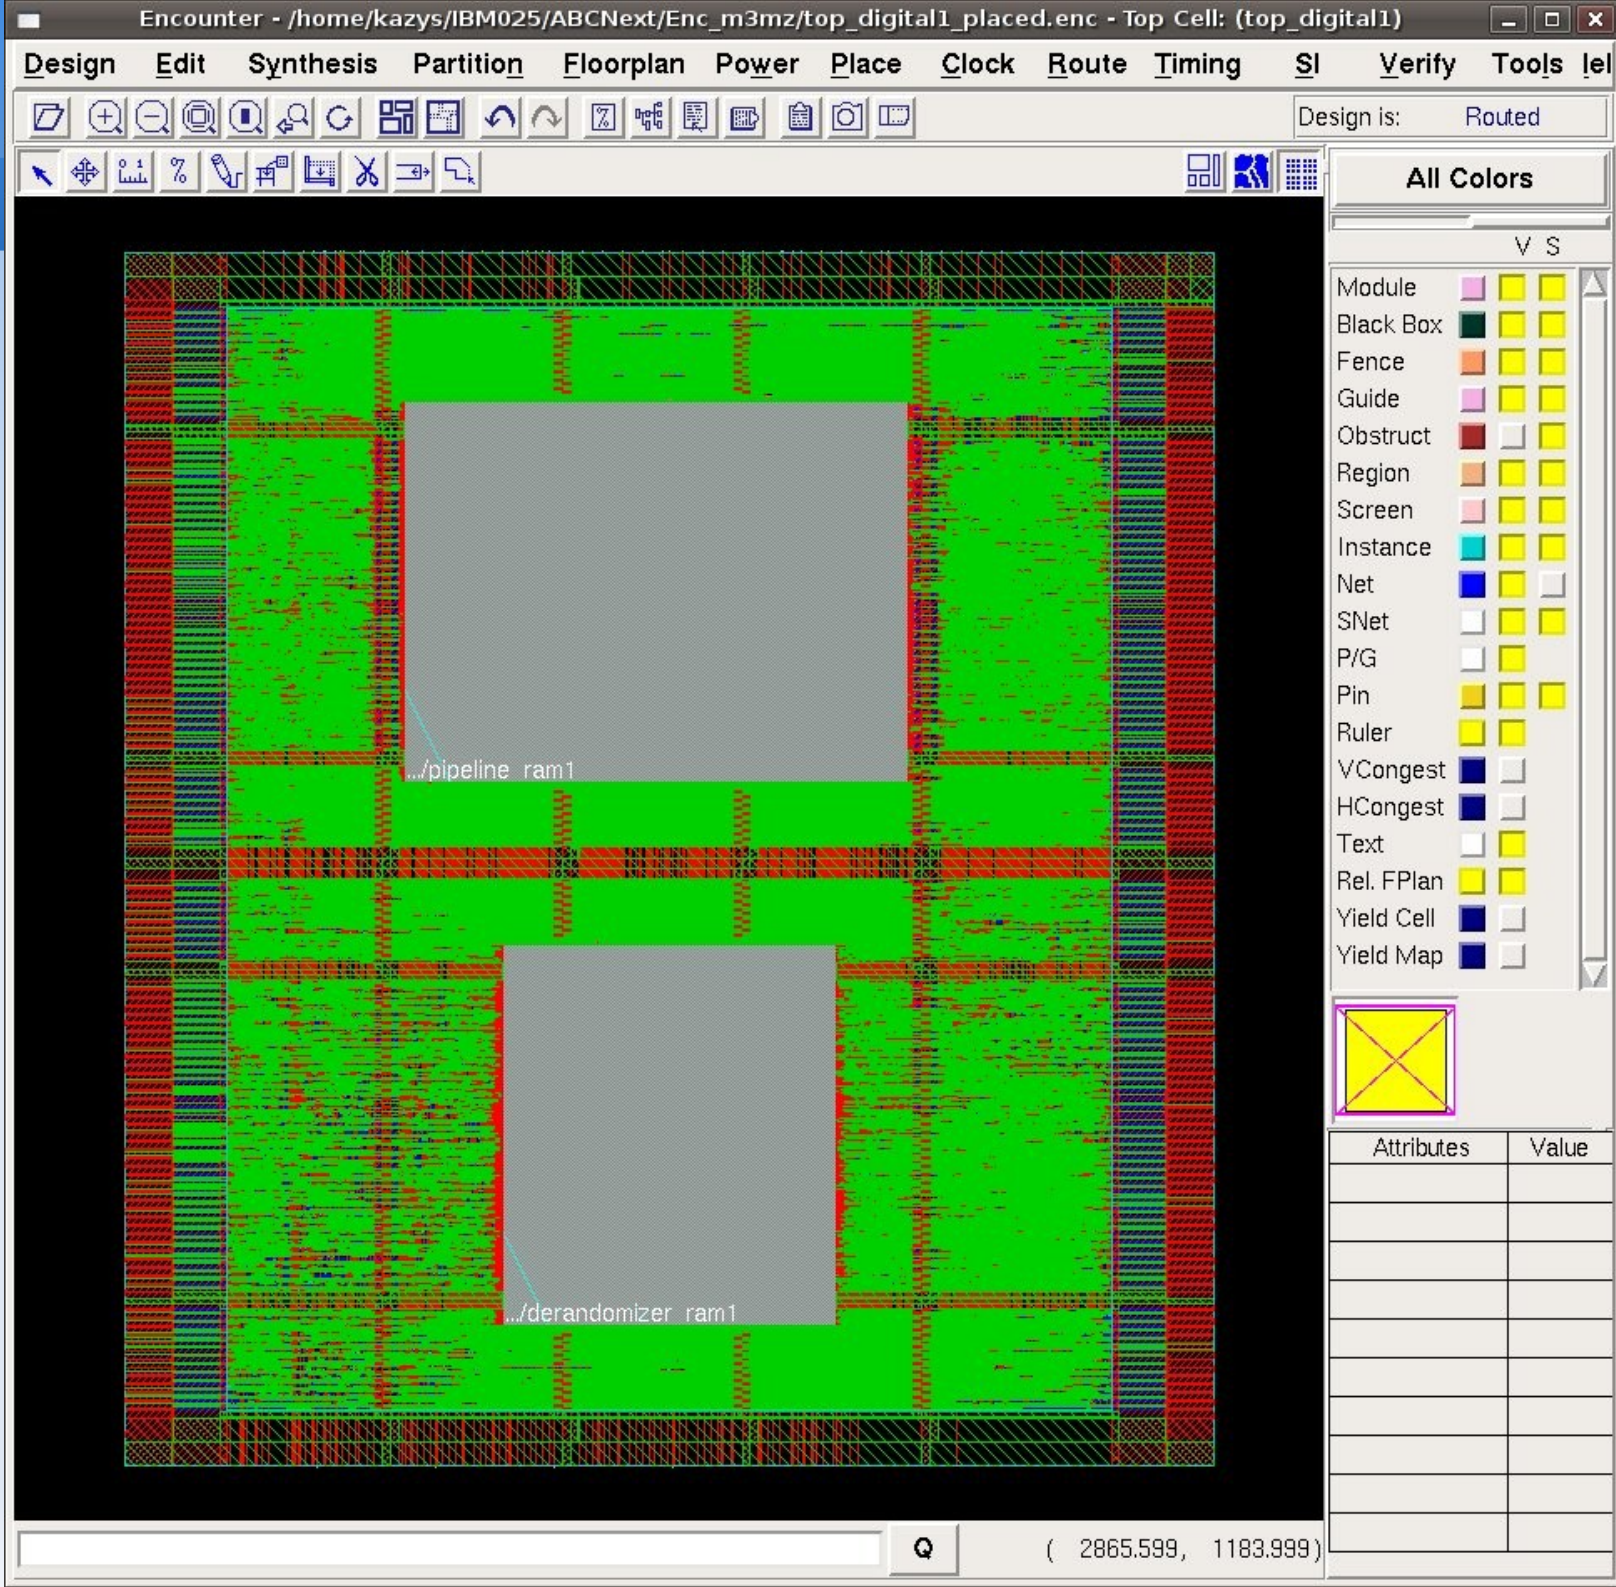 Encounter - /home/kazys/IBM025/ABCNext/Enc_m3mz/top_digital1_placed.enc - Top Cell: (top_digital1)
Design Edit Synthesis Partition Floorplan Power Place Clock Route Timing SI Verify Tools lel
Design is: Routed
All Colors
V S
Module
Black Box
Fence
Guide
Obstruct
Region
Screen
Instance
Net
SNet
P/G
Pin
Ruler
VCongest
HCongest
Text
Rel. FPlan
Yield Cell
Yield Map
.../pipeline_ram1
.../derandomizer_ram1
Attributes Value
Q ( 2865.599, 1183.999)